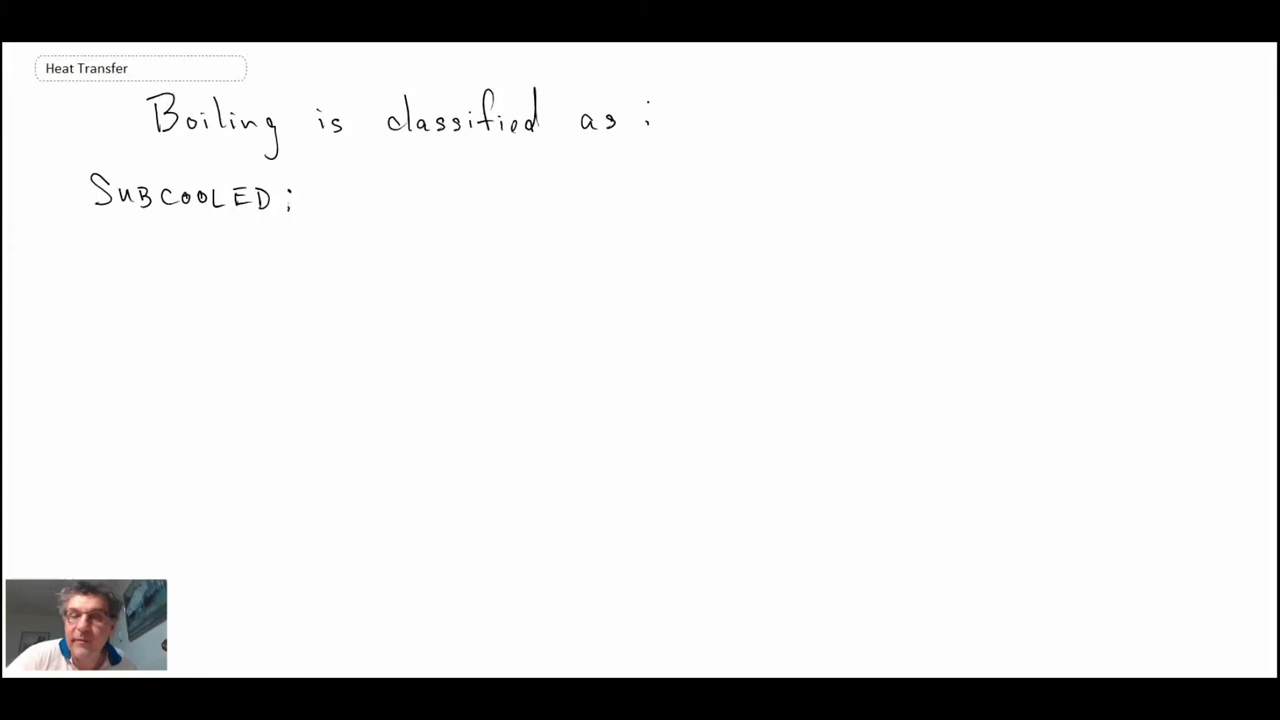 Heat Transfer
Boiling is classified as :
SUBCOOLED :